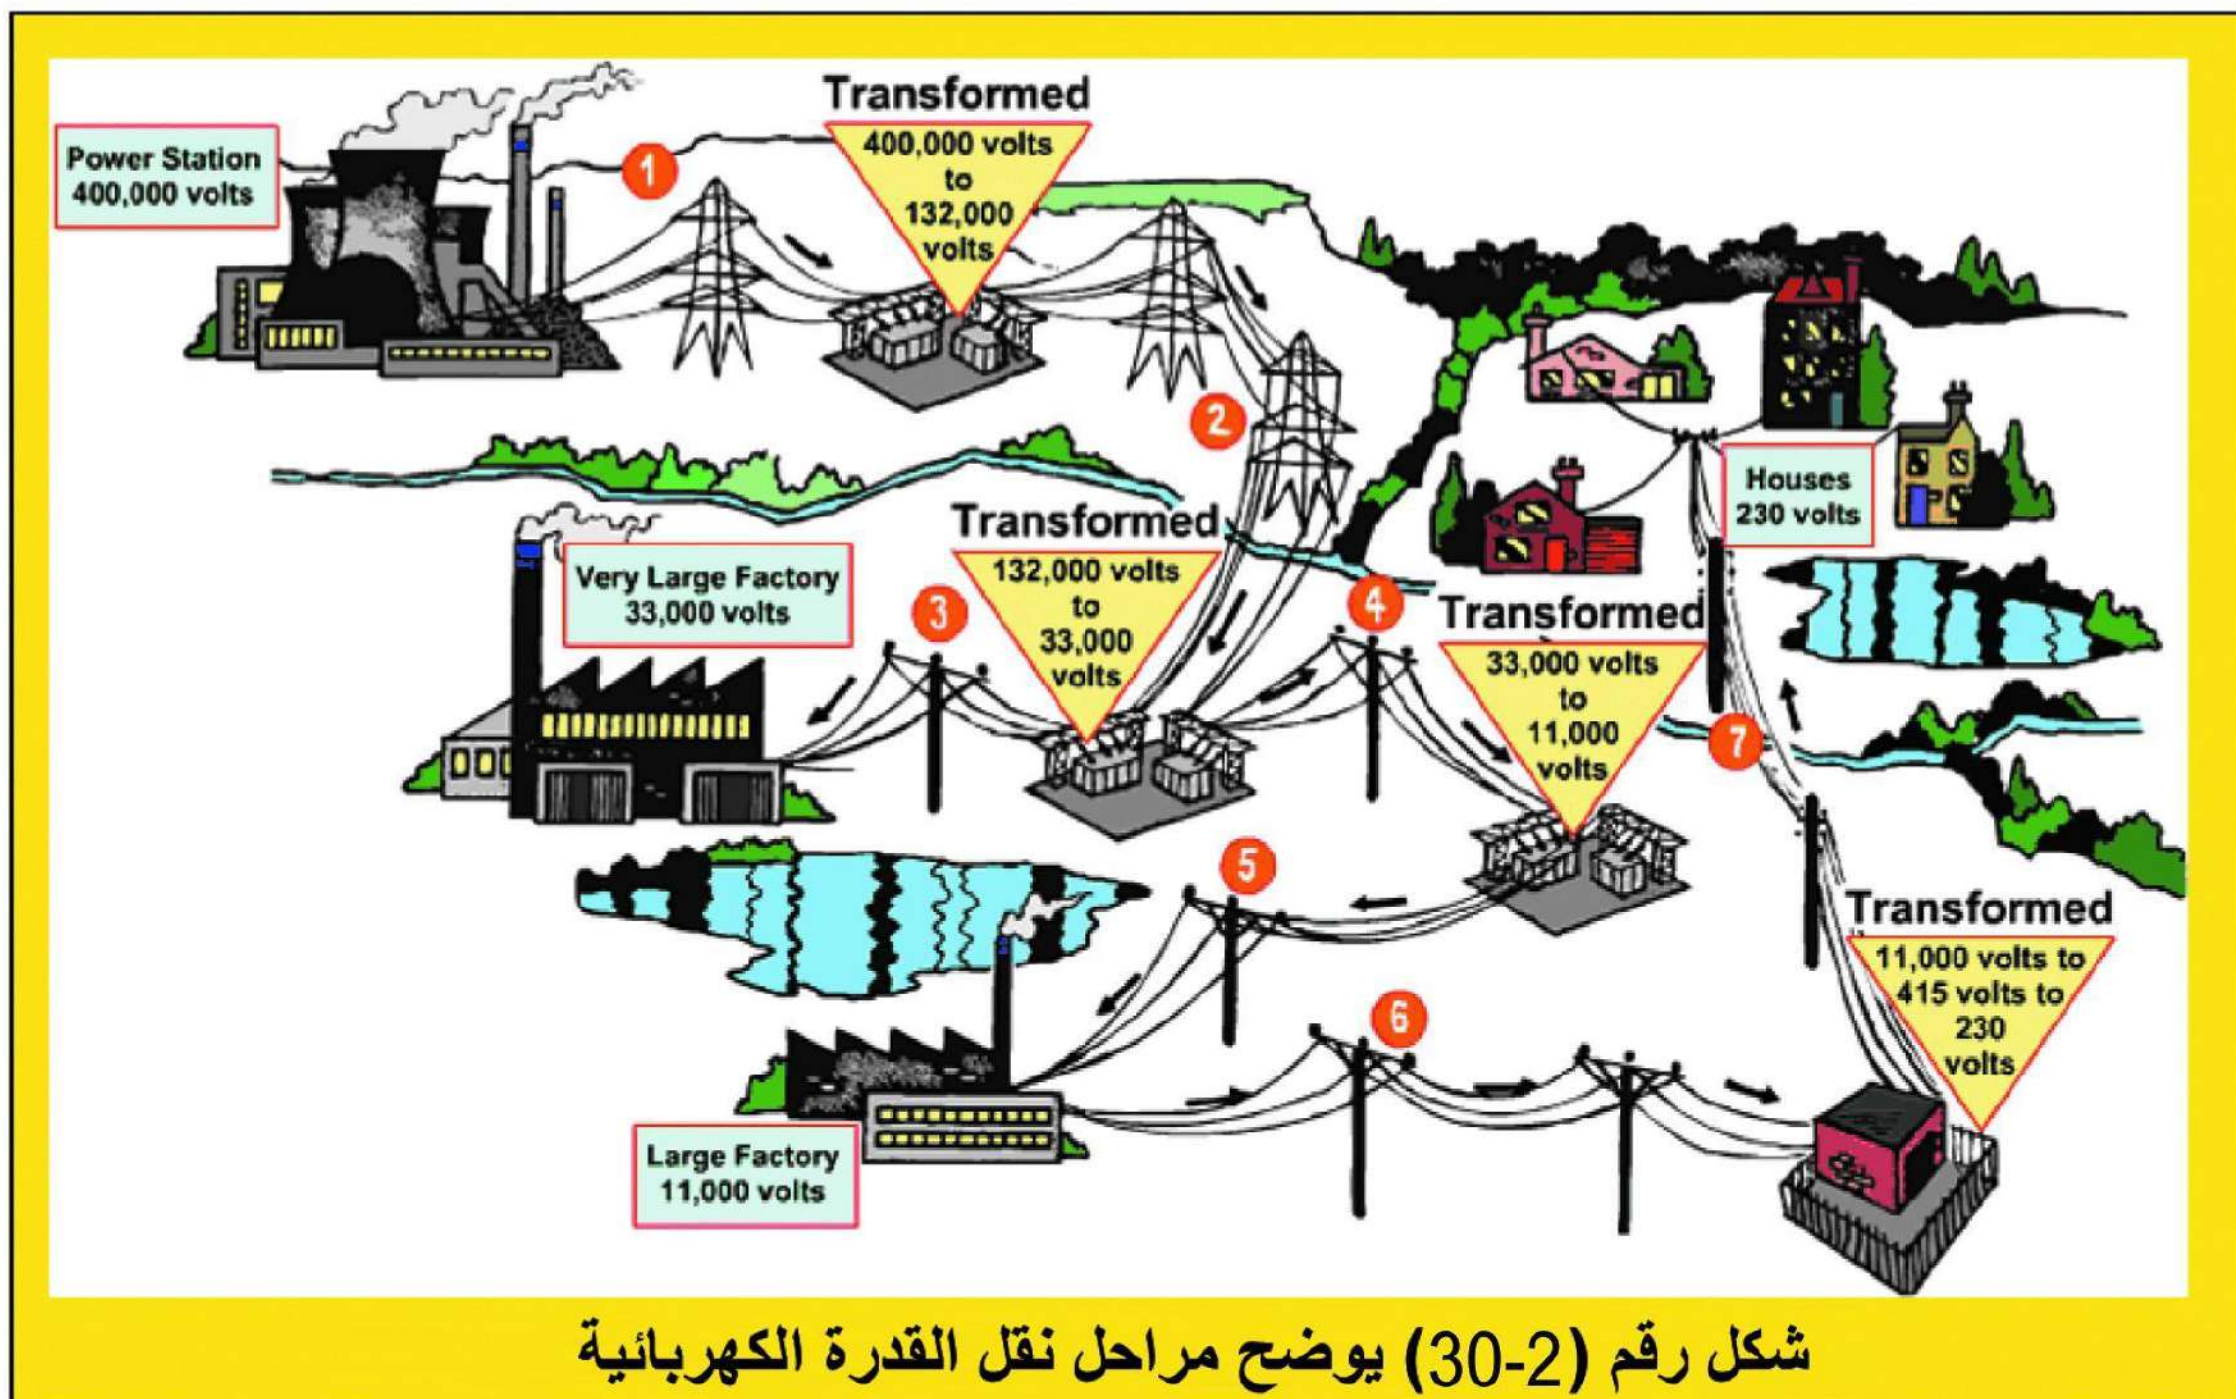 Power Station
400,000 volts
1
Transformed
400,000 volts
to
132,000
volts
2
Very Large Factory
33,000 volts
3
Transformed
132,000 volts
to
33,000
volts
4
Transformed
33,000 volts
to
11,000
volts
Houses
230 volts
5
7
Transformed
11,000 volts to
415 volts to
230
volts
6
Large Factory
11,000 volts
شكل رقم (2-30) يوضح مراحل نقل القدرة الكهربائية